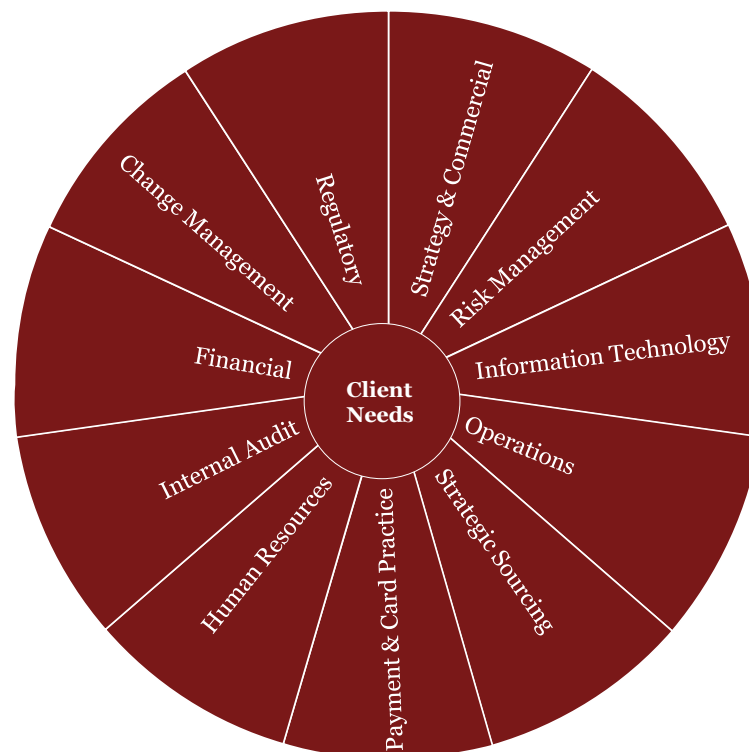 Strategy & Commercial
Risk Management
Information Technology
Operations
Strategic Sourcing
Payment & Card Practice
Human Resources
Internal Audit
Financial
Change Management
Regulatory
Client
Needs